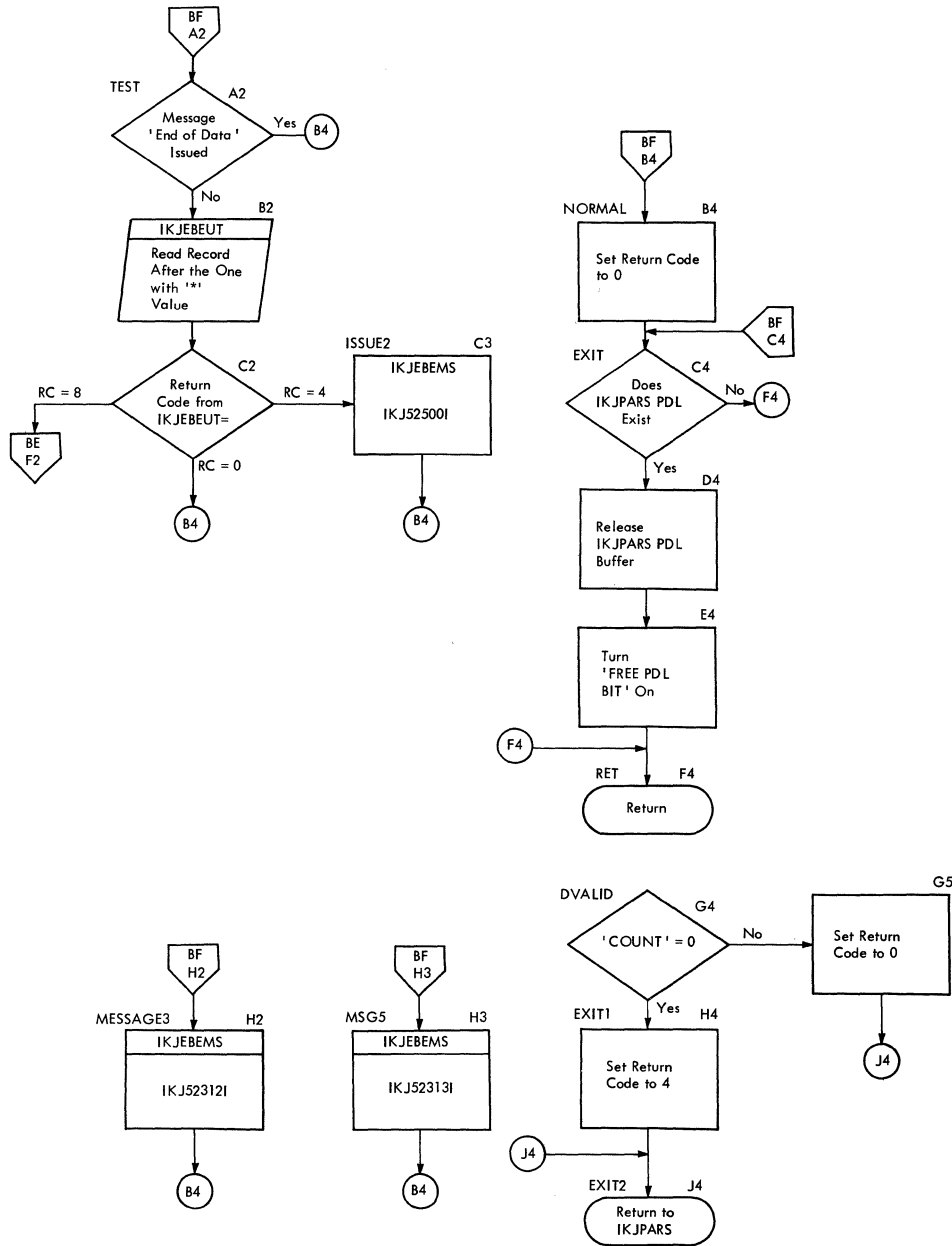 BF
A2
TEST
A2
Message
'End of Data'
Issued
Yes
B4
No
B2
IKJEBEUT
Read Record
After the One
with '*'
Value
C2
Return
Code from
IKJEBEUT=
RC = 8
BE
F2
RC = 4
RC = 0
B4
ISSUE2
C3
IKJEBEMS
IKJ52500I
B4
BF
B4
NORMAL
B4
Set Return Code
to 0
BF
C4
EXIT
C4
Does
IKJPARS PDL
Exist
No
F4
Yes
D4
Release
IKJPARS PDL
Buffer
E4
Turn
'FREE PDL
BIT' On
F4
RET
F4
Return
BF
H2
MESSAGE3
H2
IKJEBEMS
IKJ52312I
B4
BF
H3
MSG5
H3
IKJEBEMS
IKJ52313I
B4
DVALID
G4
'COUNT' = 0
No
G5
Set Return
Code to 0
J4
Yes
EXIT1
H4
Set Return
Code to 4
J4
EXIT2
J4
Return to
IKJPARS